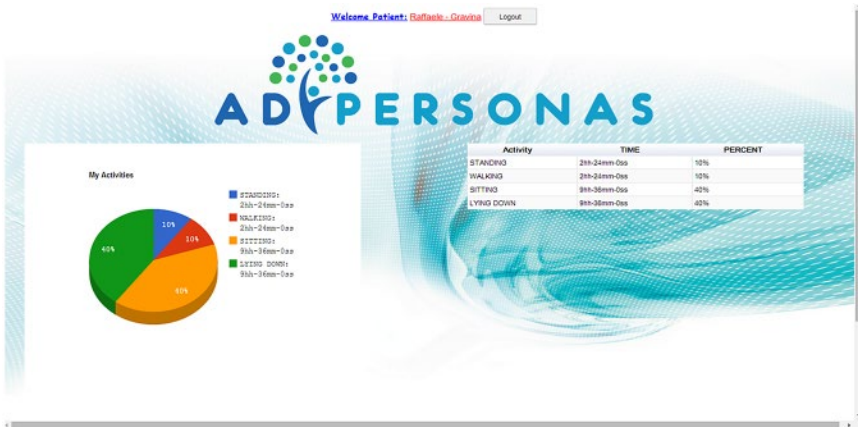 Welcome Patient: Raffaele - Gravina Logout
AD PERSONAS
My Activities
10%
10%
40%
40%
STANDING:
2hh-24mm-0ss
WALKING:
2hh-24mm-0ss
SITTING:
9hh-36mm-0ss
LYING DOWN:
9hh-36mm-0ss
Activity TIME PERCENT
STANDING 2hh-24mm-0ss 10%
WALKING 2hh-24mm-0ss 10%
SITTING 9hh-36mm-0ss 40%
LYING DOWN 9hh-36mm-0ss 40%